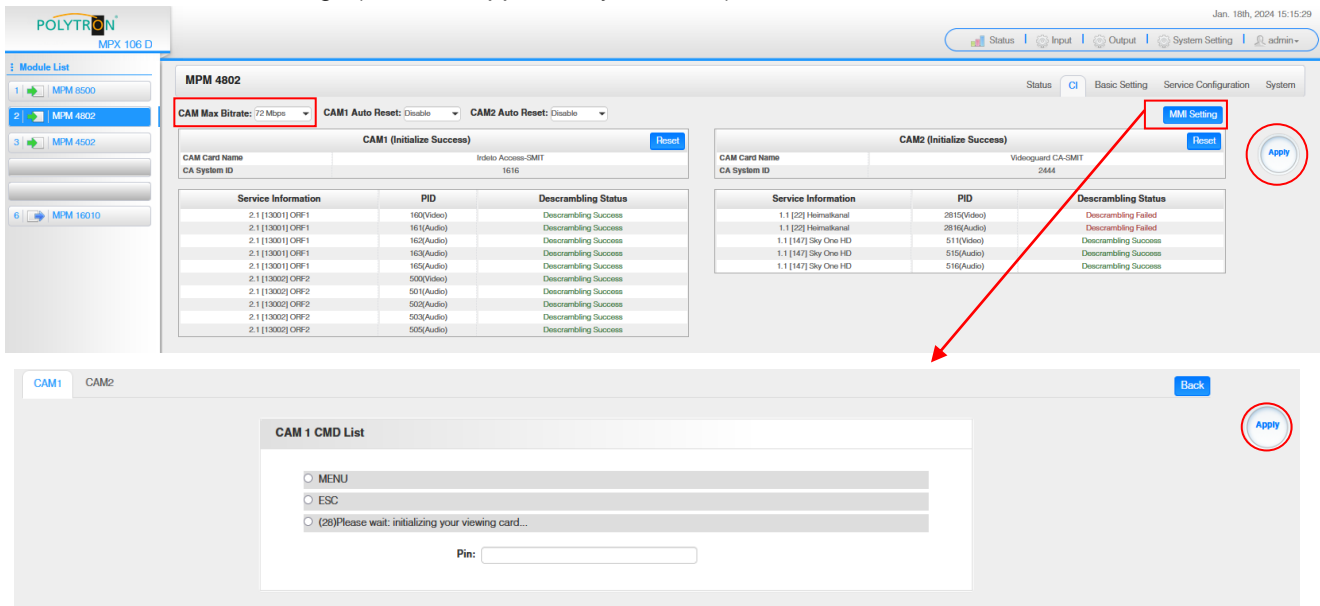 Jan. 18th, 2024 15:15:29
POLYTRON
MPX 106 D
Status Input Output System Setting admin
Module List
1 MPM 8500
2 MPM 4802
3 MPM 4502
6 MPM 16010
MPM 4802
Status CI Basic Setting Service Configuration System
CAM Max Bitrate: 72 Mbps CAM1 Auto Reset: Disable CAM2 Auto Reset: Disable
MMI Setting
CAM1 (Initialize Success) Reset
CAM Card Name Irdeto Access-SMIT
CA System ID 1616
Service Information PID Descrambling Status
2.1 [13001] ORF1 160(Video) Descrambling Success
2.1 [13001] ORF1 161(Audio) Descrambling Success
2.1 [13001] ORF1 162(Audio) Descrambling Success
2.1 [13001] ORF1 163(Audio) Descrambling Success
2.1 [13001] ORF1 165(Audio) Descrambling Success
2.1 [13002] ORF2 500(Video) Descrambling Success
2.1 [13002] ORF2 501(Audio) Descrambling Success
2.1 [13002] ORF2 502(Audio) Descrambling Success
2.1 [13002] ORF2 503(Audio) Descrambling Success
2.1 [13002] ORF2 505(Audio) Descrambling Success
CAM2 (Initialize Success) Reset
CAM Card Name Videoguard CA-SMIT
CA System ID 2444
Service Information PID Descrambling Status
1.1 [22] Heimatkanal 2815(Video) Descrambling Failed
1.1 [22] Heimatkanal 2816(Audio) Descrambling Failed
1.1 [147] Sky One HD 511(Video) Descrambling Success
1.1 [147] Sky One HD 515(Audio) Descrambling Success
1.1 [147] Sky One HD 516(Audio) Descrambling Success
Apply
CAM1 CAM2
Back
Apply
CAM 1 CMD List
MENU
ESC
(28)Please wait: initializing your viewing card...
Pin: